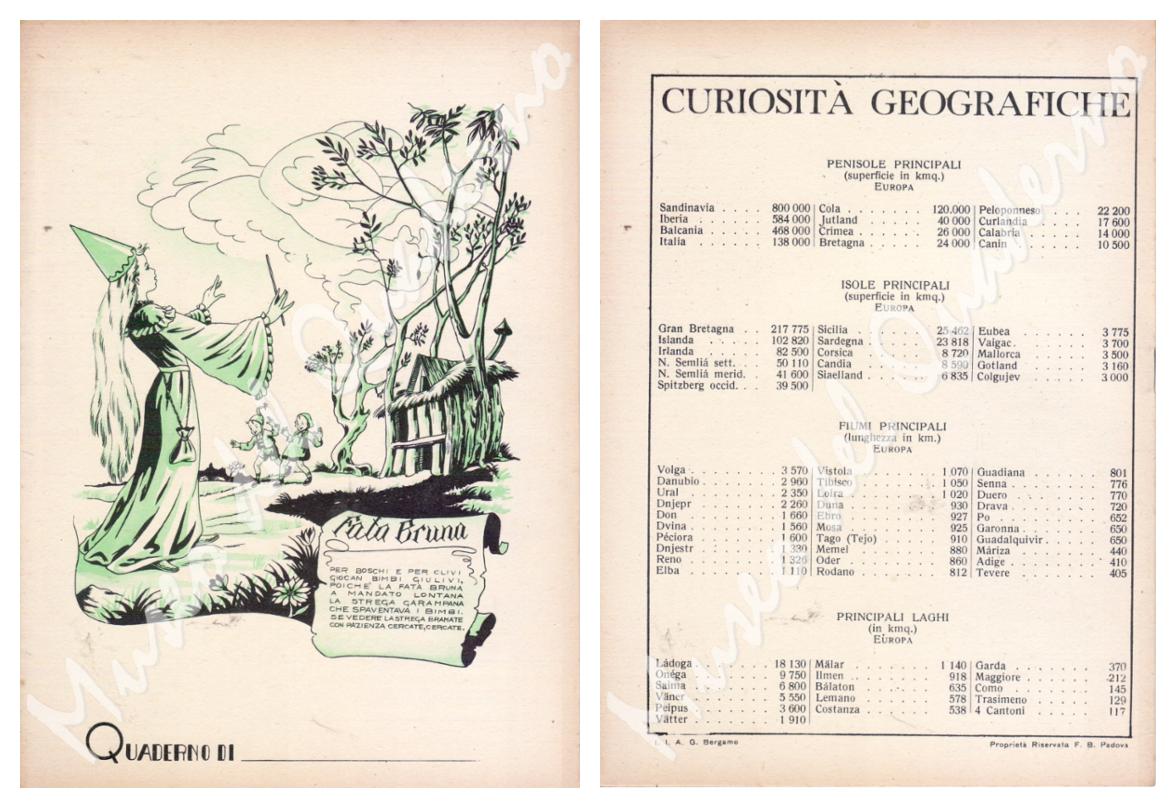 Fata Bruna
PER BOSCHI E PER CLIVI
GIOCAN BIMBI GIULIVI,
POICHÈ LA FATA BRUNA
A MANDATO LONTANA
LA STREGA GARAMPANA
CHE SPAVENTAVA I BIMBI.
SE VEDERE LA STREGA BRAMATE
CON PAZIENZA CERCATE, CERCATE.
QUADERNO DI
Museo del Quaderno
CURIOSITÀ GEOGRAFICHE
PENISOLE PRINCIPALI
(superficie in kmq.)
EUROPA
Sandinavia . . . . 800 000 | Cola . . . . . . 120.000 | Peloponneso . . . . 22 200
Iberia . . . . . 584 000 | Jutland . . . . . 40 000 | Curlandia . . . . 17 600
Balcania . . . . 468 000 | Crimea . . . . . 26 000 | Calabria . . . . . 14 000
Italia . . . . . 138 000 | Bretagna . . . . 24 000 | Canin . . . . . . 10 500
ISOLE PRINCIPALI
(superficie in kmq.)
EUROPA
Gran Bretagna . . 217 775 | Sicilia . . . . . 25 462 | Eubea . . . . . . 3 775
Islanda . . . . 102 820 | Sardegna . . . . 23 818 | Vaigac . . . . . . 3 700
Irlanda . . . . 82 500 | Corsica . . . . . 8 720 | Mallorca . . . . . 3 500
N. Semliá sett. . . 50 110 | Candia . . . . . 8 590 | Gotland . . . . . 3 160
N. Semliá merid. . 41 600 | Siaelland . . . . 6 835 | Colgujev . . . . . 3 000
Spitzberg occid. . . 39 500
FIUMI PRINCIPALI
(lunghezza in km.)
EUROPA
Volga . . . . . 3 570 | Vistola . . . . . 1 070 | Guadiana . . . . . 801
Danubio . . . . 2 960 | Tibisco . . . . . 1 050 | Senna . . . . . . 776
Ural . . . . . 2 350 | Loira . . . . . . 1 020 | Duero . . . . . . 770
Dnjepr . . . . . 2 260 | Duna . . . . . . 930 | Drava . . . . . . 720
Don . . . . . . 1 660 | Ebro . . . . . . 927 | Po . . . . . . . 652
Dvina . . . . . 1 560 | Mosa . . . . . . 925 | Garonna . . . . . 650
Péciora . . . . 1 600 | Tago (Tejo) . . . 910 | Guadalquivir . . . . 650
Dnjestr . . . . 1 330 | Memel . . . . . 880 | Máriza . . . . . . 440
Reno . . . . . 1 326 | Oder . . . . . . 860 | Adige . . . . . . 410
Elba . . . . . 1 110 | Rodano . . . . . 812 | Tevere . . . . . . 405
PRINCIPALI LAGHI
(in kmq.)
EUROPA
Ládoga . . . . . 18 130 | Mälar . . . . . 1 140 | Garda . . . . . . 370
Onéga . . . . . 9 750 | Ilmen . . . . . 918 | Maggiore . . . . . 212
Saima . . . . . 6 800 | Bálaton . . . . . 635 | Como . . . . . . 145
Väner . . . . . 5 550 | Lemano . . . . . 578 | Trasimeno . . . . 129
Peipus . . . . . 3 600 | Costanza . . . . 538 | 4 Cantoni . . . . 117
Vätter . . . . . 1 910
I. I. A. G. Bergamo
Proprietà Riservata F. B. Padova
Museo del Quaderno